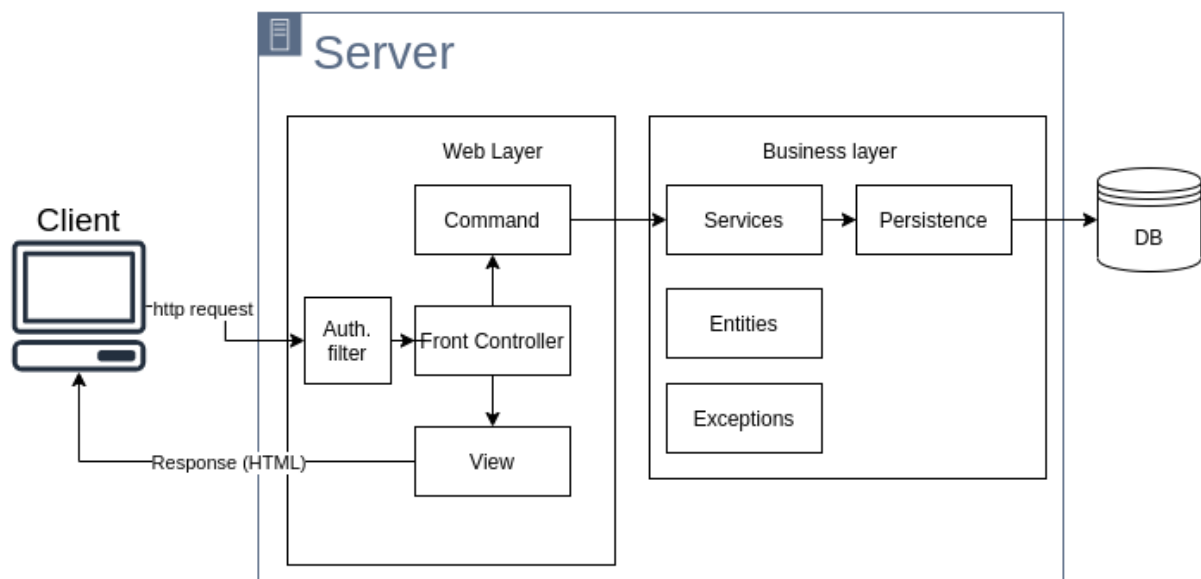 Server
Web Layer
Business layer
Client
Command
Services
Persistence
DB
http request
Auth.
filter
Front Controller
Entities
Exceptions
Response (HTML)
View